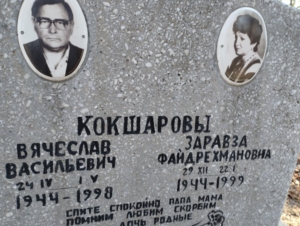 КОКШАРОВЫ
ВЯЧЕСЛАВ
ВАСИЛЬЕВИЧ
24 IV I V
1944-1998
ЗАРАВЗА
ФАЙДРЕХМАНОВНА
29 XII 22 I
1944-1999
СПИТЕ СПОКОЙНО ПАПА МАМА
ПОМНИМ ЛЮБИМ СКОРБИМ
ДОЧЬ РОДНЫЕ